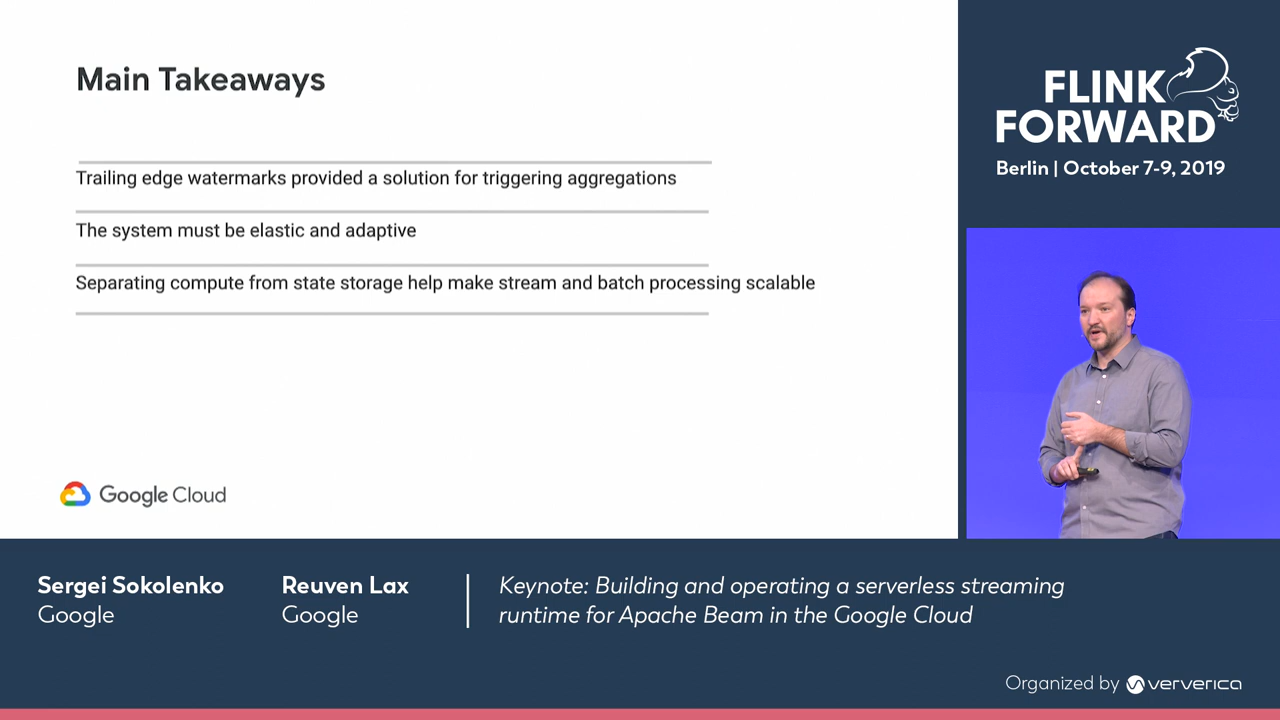 Main Takeaways
Trailing edge watermarks provided a solution for triggering aggregations
The system must be elastic and adaptive
Separating compute from state storage help make stream and batch processing scalable
Google Cloud
FLINK
FORWARD
Berlin | October 7-9, 2019
Sergei Sokolenko
Google
Reuven Lax
Google
Keynote: Building and operating a serverless streaming
runtime for Apache Beam in the Google Cloud
Organized by ververica